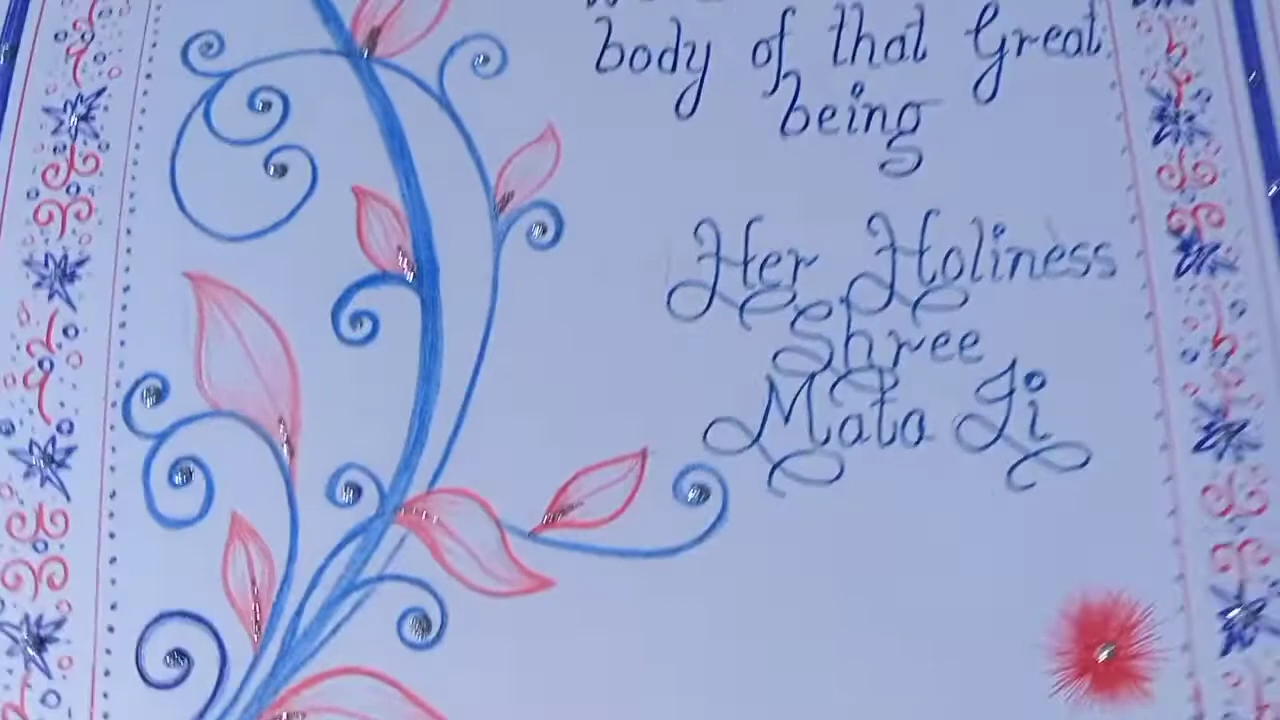 body of that Great
being
Her Holiness
Shree
Mata Ji